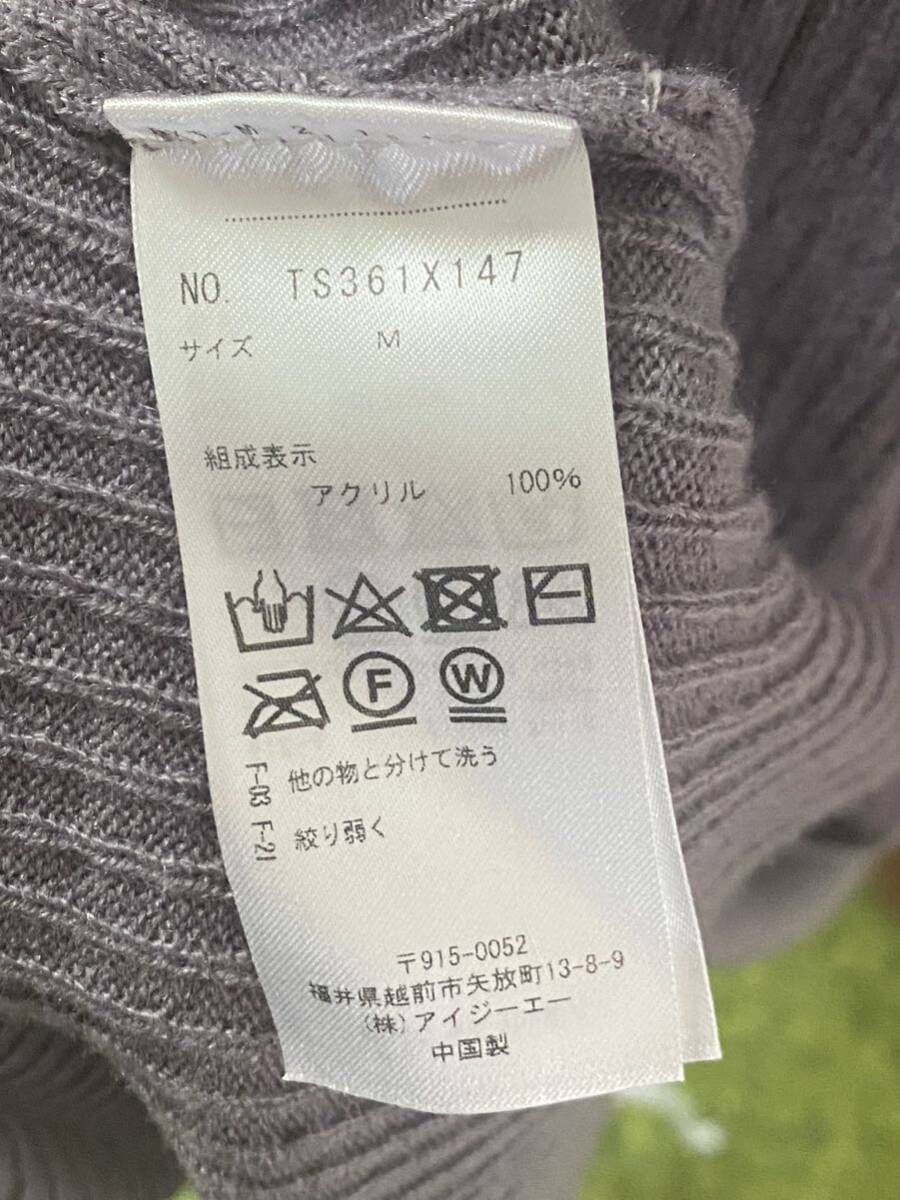 NO. TS361X147
サイズ M
組成表示
アクリル 100%
F
W
F-03 他の物と分けて洗う
F-21 絞り弱く
〒915-0052
福井県越前市矢放町13-8-9
(株)アイジーエー
中国製